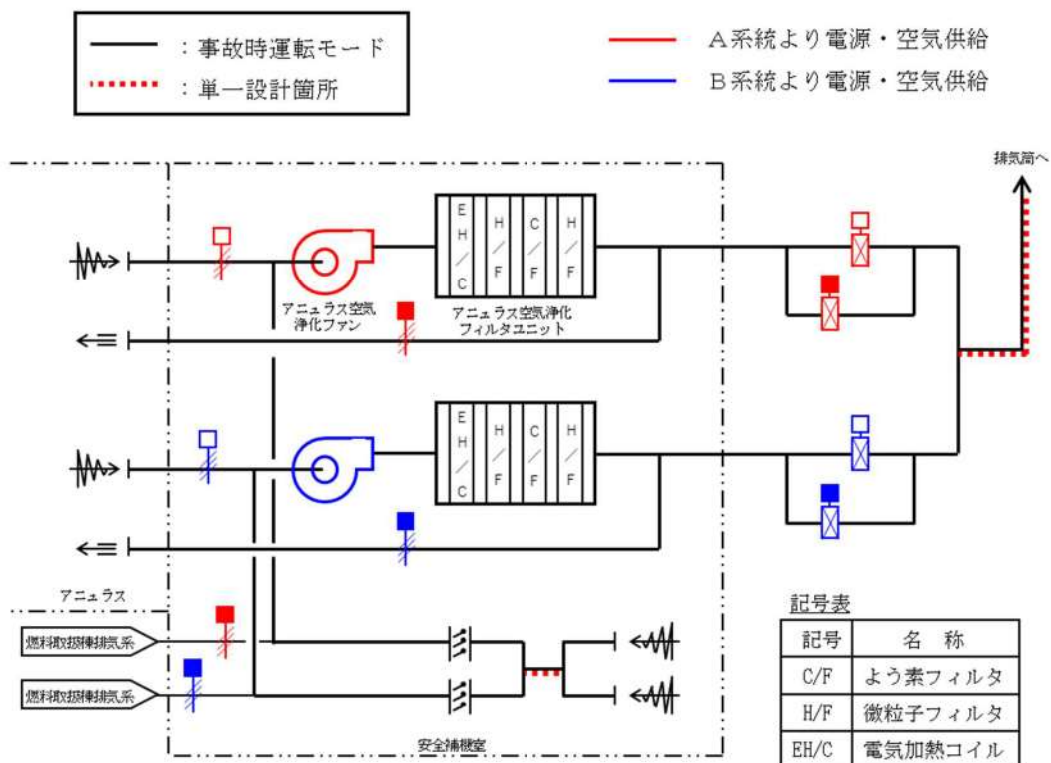 ：事故時運転モード
：単一設計箇所
Ａ系統より電源・空気供給
Ｂ系統より電源・空気供給
排気筒へ
E
H
／
C
H
／
F
C
／
F
H
／
F
アニュラス空気
浄化ファン
アニュラス空気浄化
フィルタユニット
E
H
／
C
H
／
F
C
／
F
H
／
F
アニュラス
燃料取扱棟排気系
燃料取扱棟排気系
安全補機室
記号表
記号 名 称
C/F よう素フィルタ
H/F 微粒子フィルタ
EH/C 電気加熱コイル